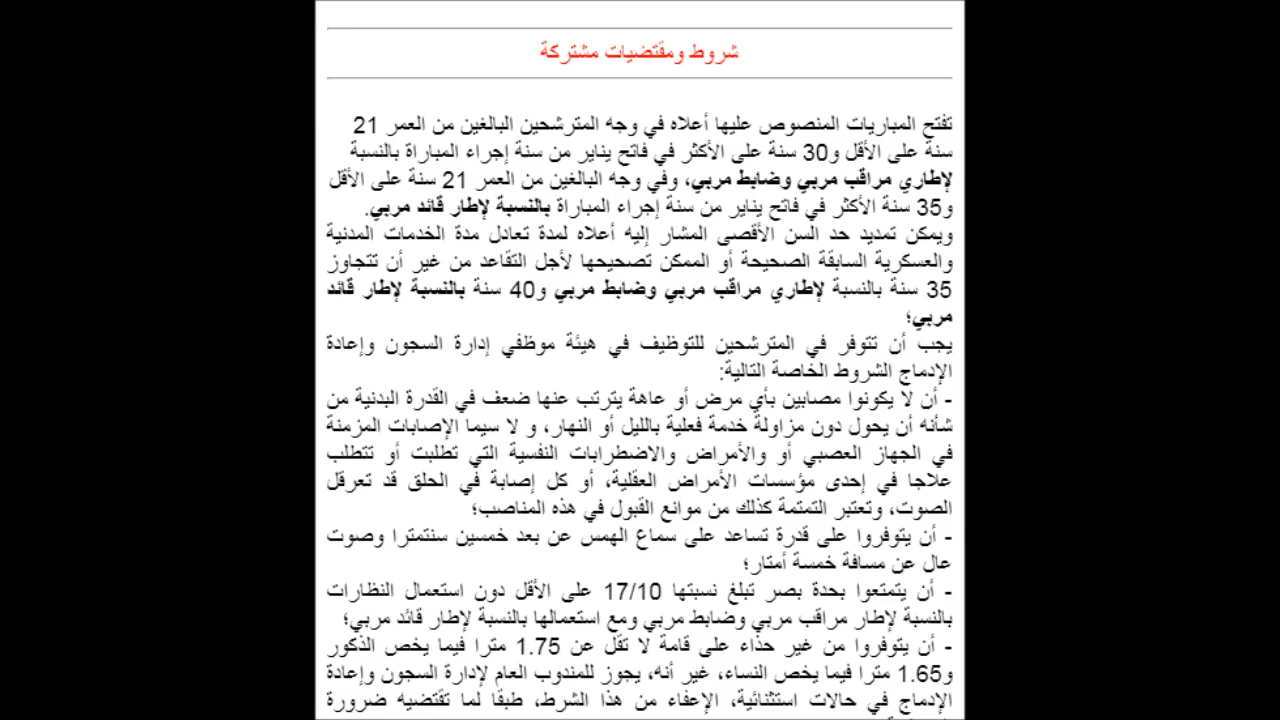 شروط ومقتضيات مشتركة
تفتح المباريات المنصوص عليها أعلاه في وجه المترشحين البالغين من العمر 21
سنة على الأقل و30 سنة على الأكثر في فاتح يناير من سنة إجراء المباراة بالنسبة
لإطاري مراقب مربي وضابط مربي، وفي وجه البالغين من العمر 21 سنة على الأقل
و35 سنة الأكثر في فاتح يناير من سنة إجراء المباراة بالنسبة لإطار قائد مربي.
ويمكن تمديد حد السن الأقصى المشار إليه أعلاه لمدة تعادل مدة الخدمات المدنية
والعسكرية السابقة الصحيحة أو الممكن تصحيحها لأجل التقاعد من غير أن تتجاوز
35 سنة بالنسبة لإطاري مراقب مربي وضابط مربي و40 سنة بالنسبة لإطار قائد
مربي؛
يجب أن تتوفر في المترشحين للتوظيف في هيئة موظفي إدارة السجون وإعادة
الإدماج الشروط الخاصة التالية:
- أن لا يكونوا مصابين بأي مرض أو عاهة يترتب عنها ضعف في القدرة البدنية من
شأنه أن يحول دون مزاولة خدمة فعلية بالليل أو النهار، و لا سيما الإصابات المزمنة
في الجهاز العصبي أو والأمراض والاضطرابات النفسية التي تطلبت أو تتطلب
علاجا في إحدى مؤسسات الأمراض العقلية، أو كل إصابة في الحلق قد تعرقل
الصوت، وتعتبر التمتمة كذلك من موانع القبول في هذه المناصب؛
- أن يتوفروا على قدرة تساعد على سماع الهمس عن بعد خمسين سنتمترا وصوت
عال عن مسافة خمسة أمتار؛
- أن يتمتعوا بحدة بصر تبلغ نسبتها 17/10 على الأقل دون استعمال النظارات
بالنسبة لإطار مراقب مربي وضابط مربي ومع استعمالها بالنسبة لإطار قائد مربي؛
- أن يتوفروا من غير حذاء على قامة لا تقل عن 1.75 مترا فيما يخص الذكور
و1.65 مترا فيما يخص النساء، غير أنه، يجوز للمندوب العام لإدارة السجون وإعادة
الإدماج في حالات استثنائية، الإعفاء من هذا الشرط، طبقا لما تقتضيه ضرورة